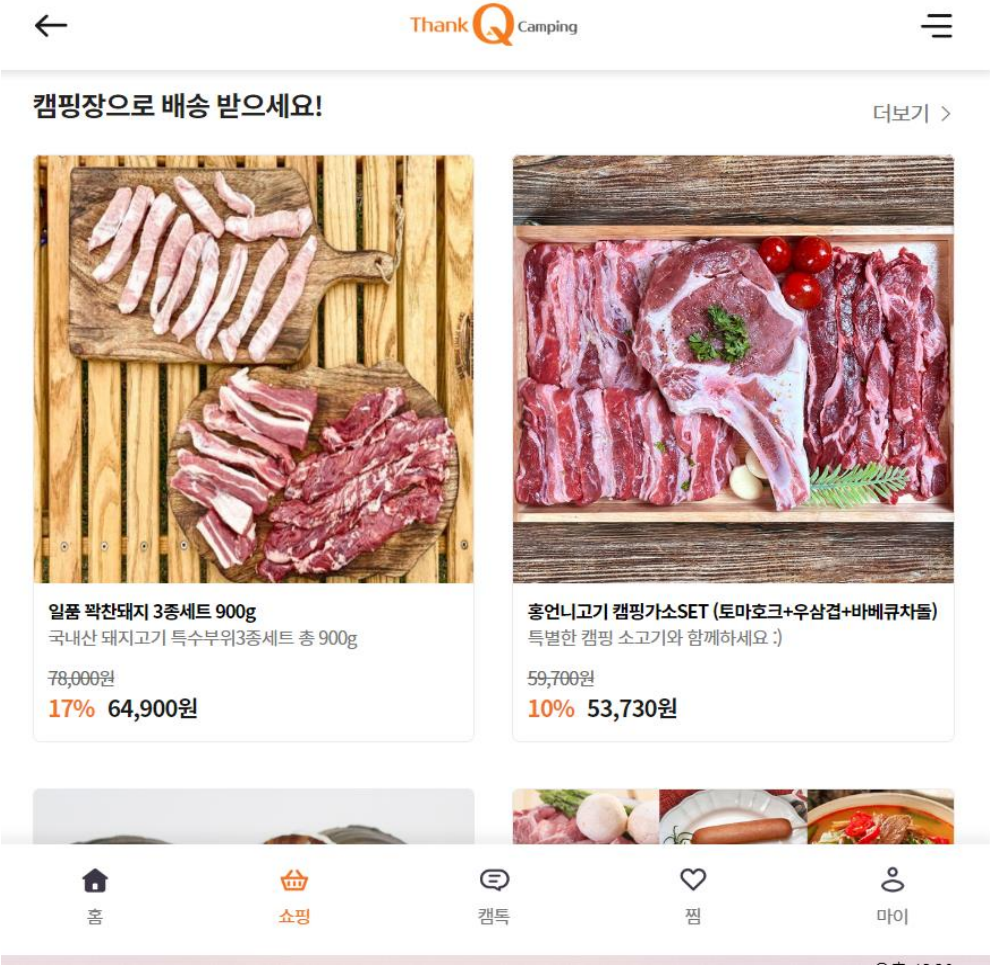 Thank Q Camping
캠핑장으로 배송 받으세요!
더보기 >
일품 꽉찬돼지 3종세트 900g
국내산 돼지고기 특수부위3종세트 총 900g
78,000원
17% 64,900원
홍언니고기 캠핑가소SET (토마호크+우삼겹+바베큐차돌)
특별한 캠핑 소고기와 함께하세요 :)
59,700원
10% 53,730원
홈
쇼핑
캠톡
찜
마이